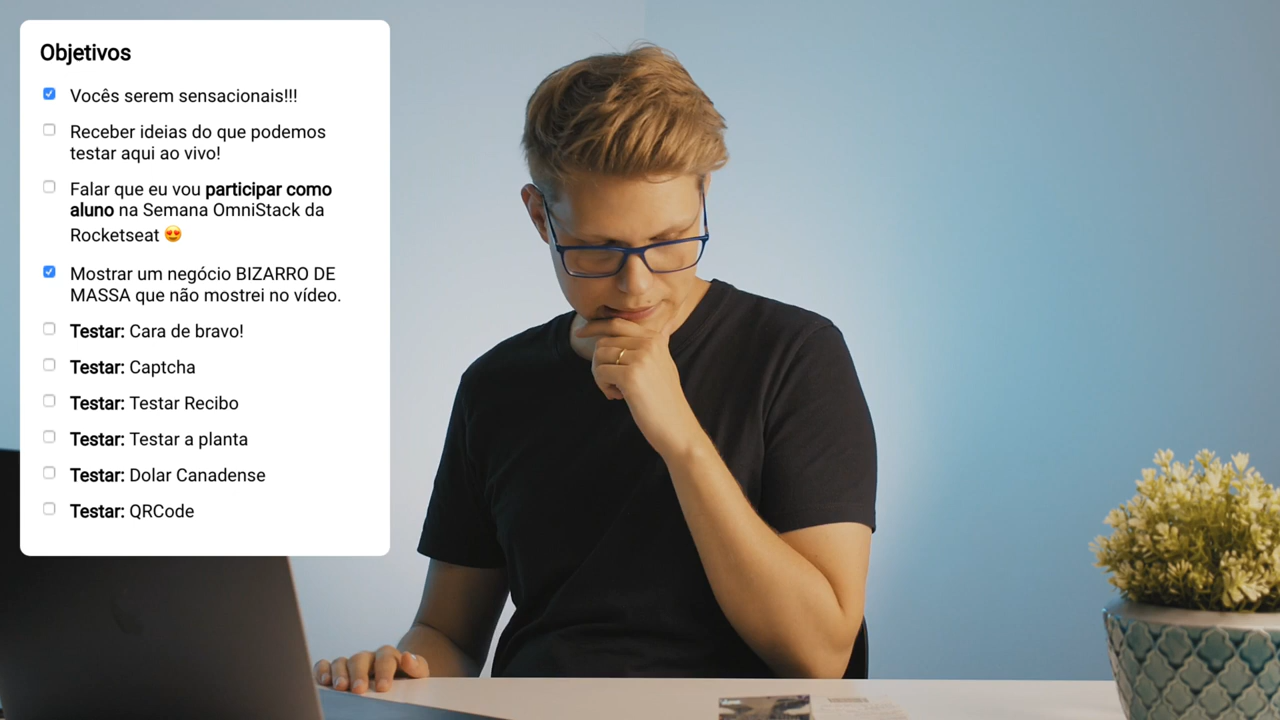 Objetivos
Vocês serem sensacionais!!!
Receber ideias do que podemos
testar aqui ao vivo!
Falar que eu vou participar como
aluno na Semana OmniStack da
Rocketseat 😍
Mostrar um negócio BIZARRO DE
MASSA que não mostrei no vídeo.
Testar: Cara de bravo!
Testar: Captcha
Testar: Testar Recibo
Testar: Testar a planta
Testar: Dolar Canadense
Testar: QRCode